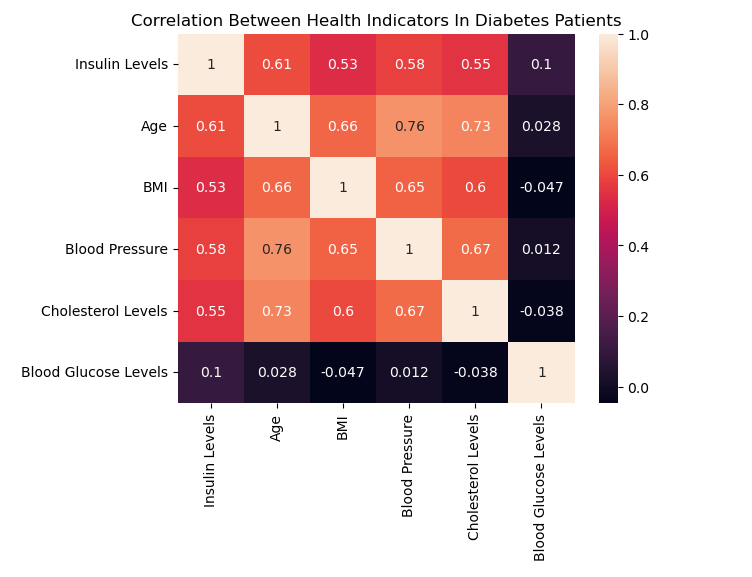 Correlation Between Health Indicators In Diabetes Patients
Insulin Levels 1 0.61 0.53 0.58 0.55 0.1
Age 0.61 1 0.66 0.76 0.73 0.028
BMI 0.53 0.66 1 0.65 0.6 -0.047
Blood Pressure 0.58 0.76 0.65 1 0.67 0.012
Cholesterol Levels 0.55 0.73 0.6 0.67 1 -0.038
Blood Glucose Levels 0.1 0.028 -0.047 0.012 -0.038 1
Insulin Levels
Age
BMI
Blood Pressure
Cholesterol Levels
Blood Glucose Levels
1.0
0.8
0.6
0.4
0.2
0.0